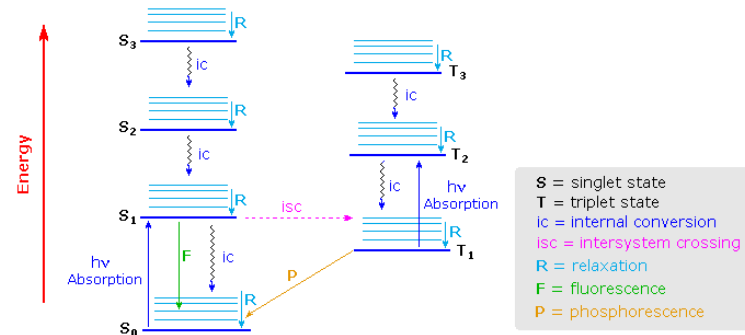 Energy
S3
R
ic
S2
R
ic
S1
R
isc
hν
Absorption
F
ic
R
S0
T3
R
ic
T2
R
ic
hν
Absorption
R
T1
P
S = singlet state
T = triplet state
ic = internal conversion
isc = intersystem crossing
R = relaxation
F = fluorescence
P = phosphorescence